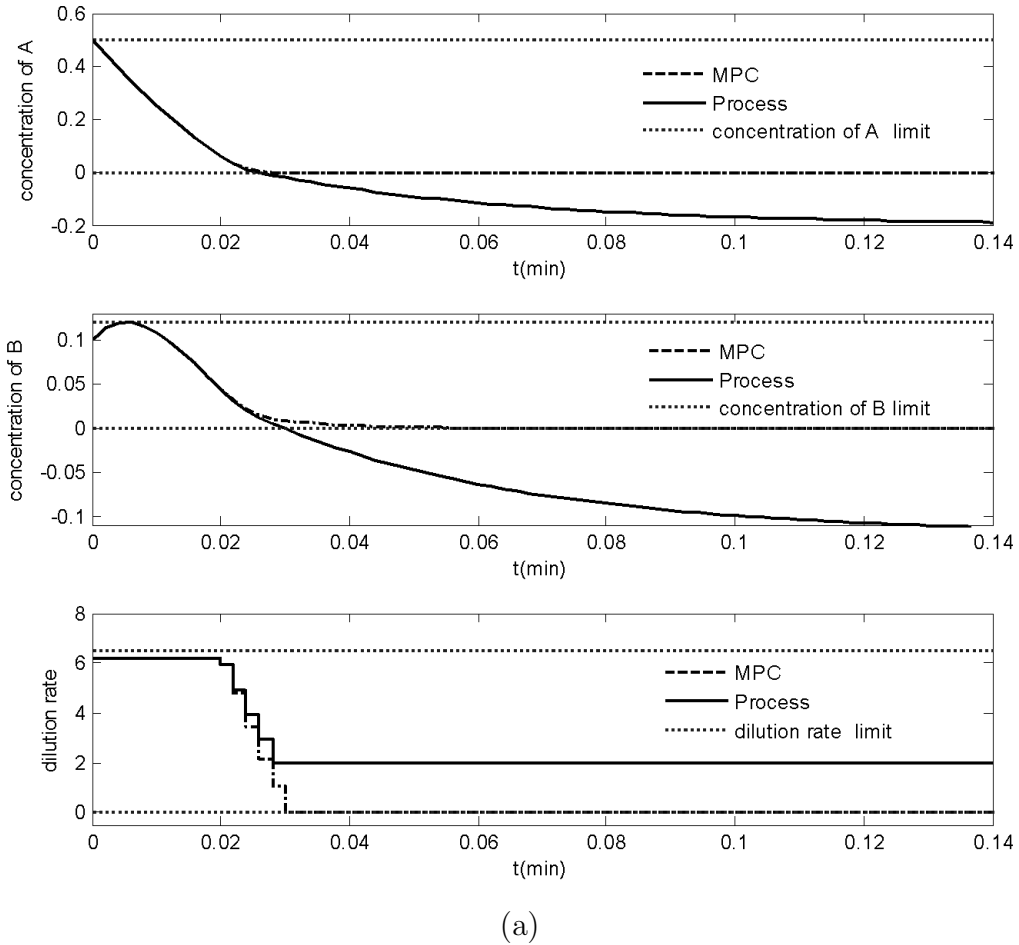 concentration of A
0.6
0.4
0.2
0
-0.2
MPC
Process
concentration of A limit
0 0.02 0.04 0.06 0.08 0.1 0.12 0.14
t(min)
concentration of B
0.1
0.05
0
-0.05
-0.1
MPC
Process
concentration of B limit
0 0.02 0.04 0.06 0.08 0.1 0.12 0.14
t(min)
dilution rate
8
6
4
2
0
MPC
Process
dilution rate limit
0 0.02 0.04 0.06 0.08 0.1 0.12 0.14
t(min)
(a)